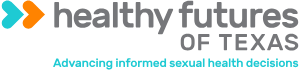 healthy futures
OF TEXAS
Advancing informed sexual health decisions